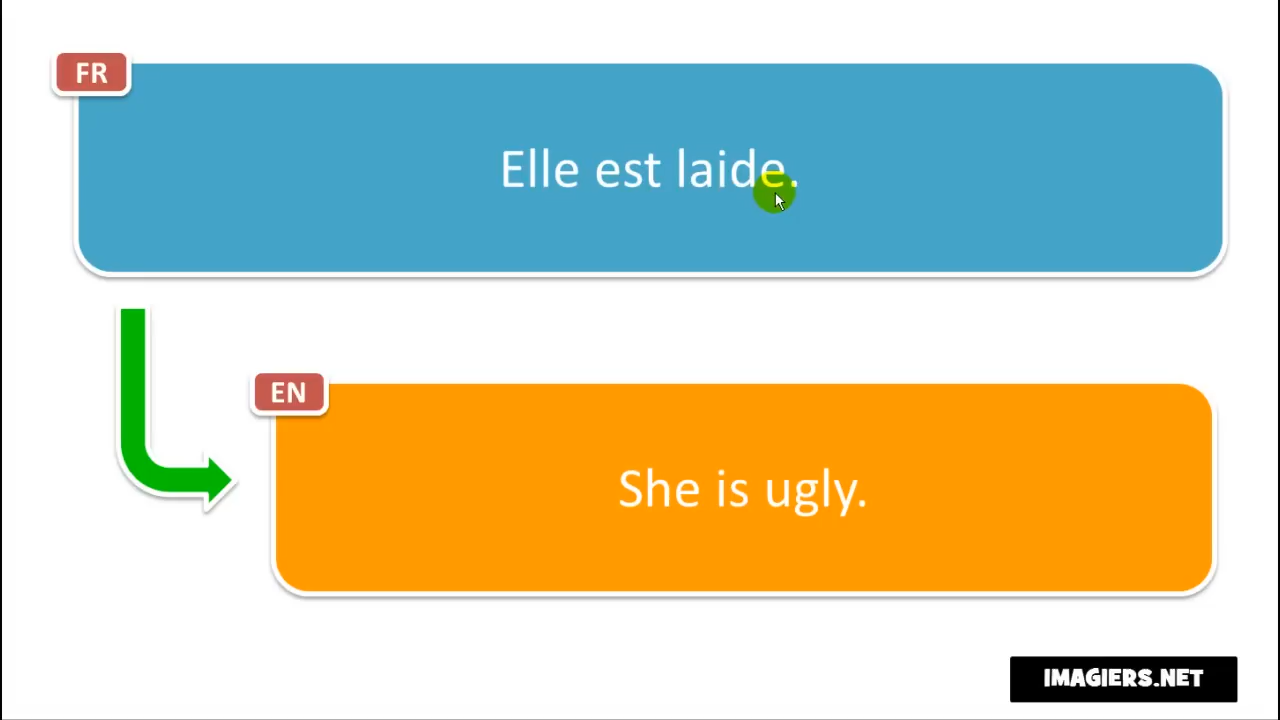 FR
Elle est laide.
EN
She is ugly.
IMAGIERS.NET